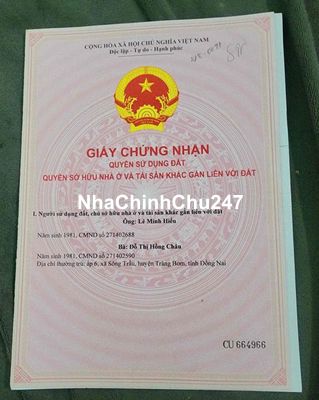 CỘNG HÒA XÃ HỘI CHỦ NGHĨA VIỆT NAM
Độc lập - Tự do - Hạnh phúc
GIẤY CHỨNG NHẬN
QUYỀN SỬ DỤNG ĐẤT
QUYỀN SỞ HỮU NHÀ Ở VÀ TÀI SẢN KHÁC GẮN LIỀN VỚI ĐẤT
I. Người sử dụng đất, chủ sở hữu nhà ở và tài sản khác gắn liền với đất
Ông: Lê Minh Hiếu
NhaChinhChu247
Năm sinh 1981, CMND số 271402688
Bà: Đỗ Thị Hồng Châu
Năm sinh 1981, CMND số 271402590
Địa chỉ thường trú: ấp 6, xã Sông Trầu, huyện Trảng Bom, tỉnh Đồng Nai
CU 664966